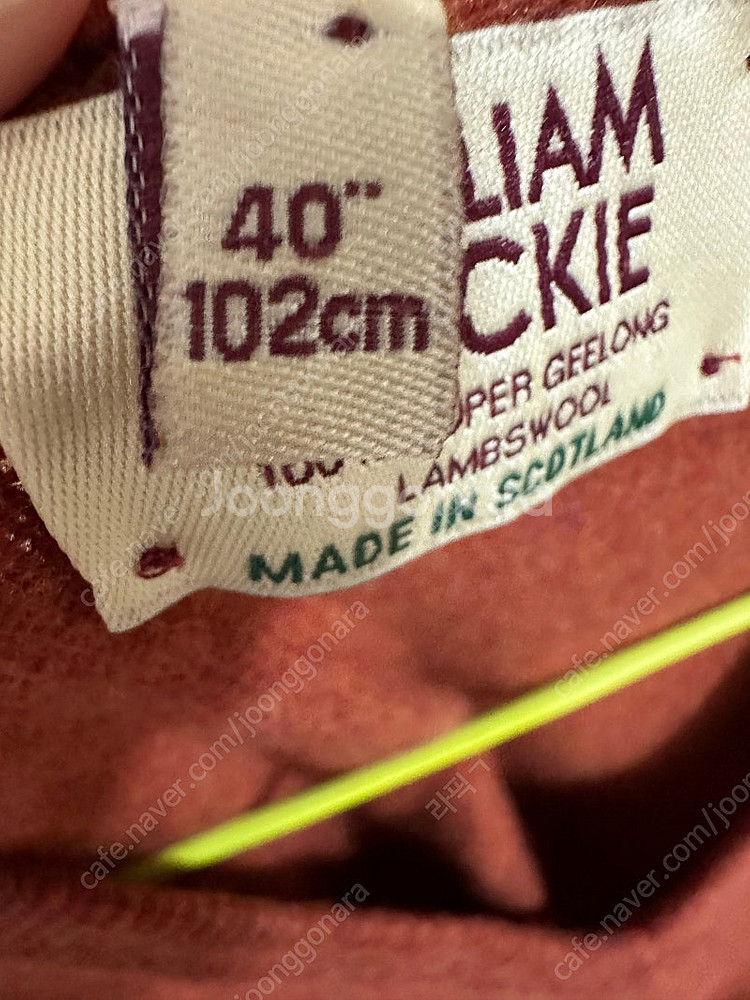 40"
102cm
LIAM
CKIE
PER GEELONG
LAMBSWOOL
MADE IN SCOTLAND
Joonggonara
cafe.naver.com/joonggonara
cafe.naver.com/joonggonara
cafe.naver.com/joonggonara